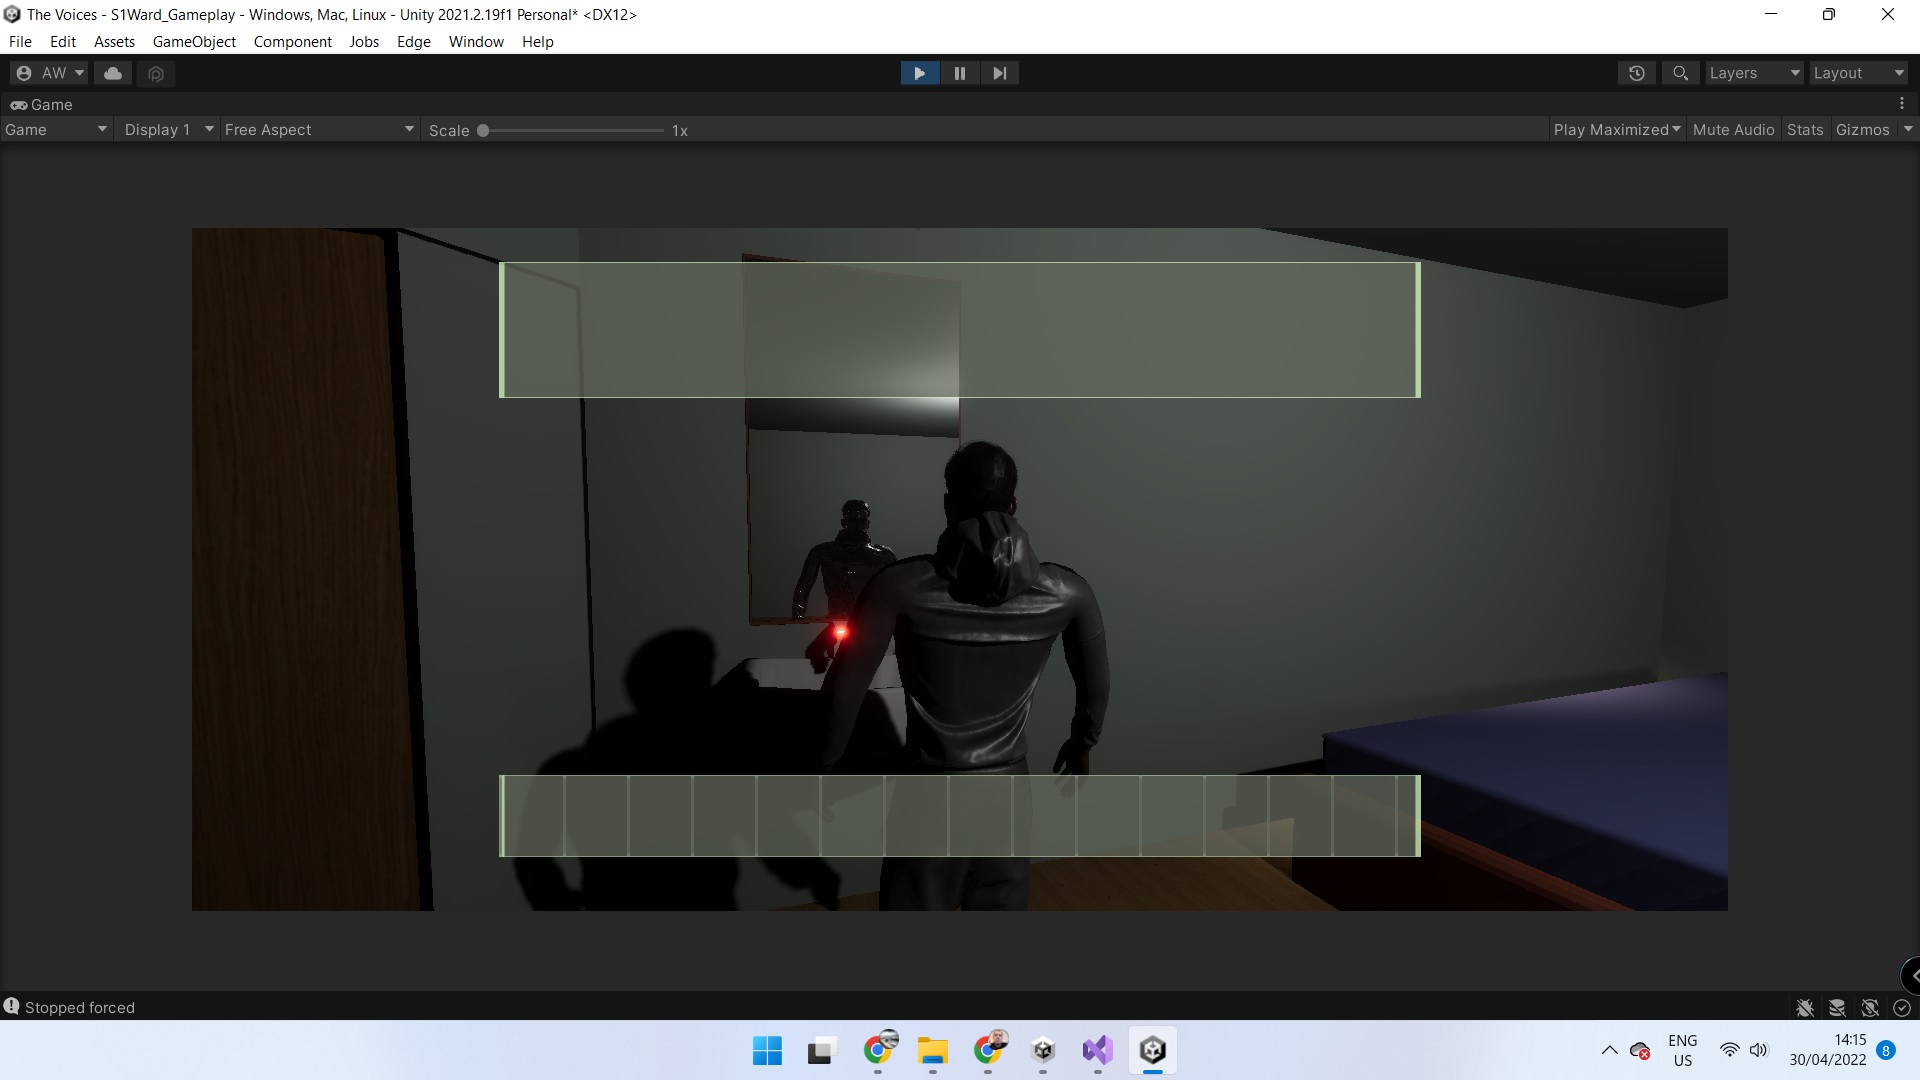 The Voices - S1Ward_Gameplay - Windows, Mac, Linux - Unity 2021.2.19f1 Personal* <DX12>
File Edit Assets GameObject Component Jobs Edge Window Help
AW Layers Layout
Game
Game Display 1 Free Aspect Scale 1x Play Maximized Mute Audio Stats Gizmos
Stopped forced
ENG
US
14:15
30/04/2022
8